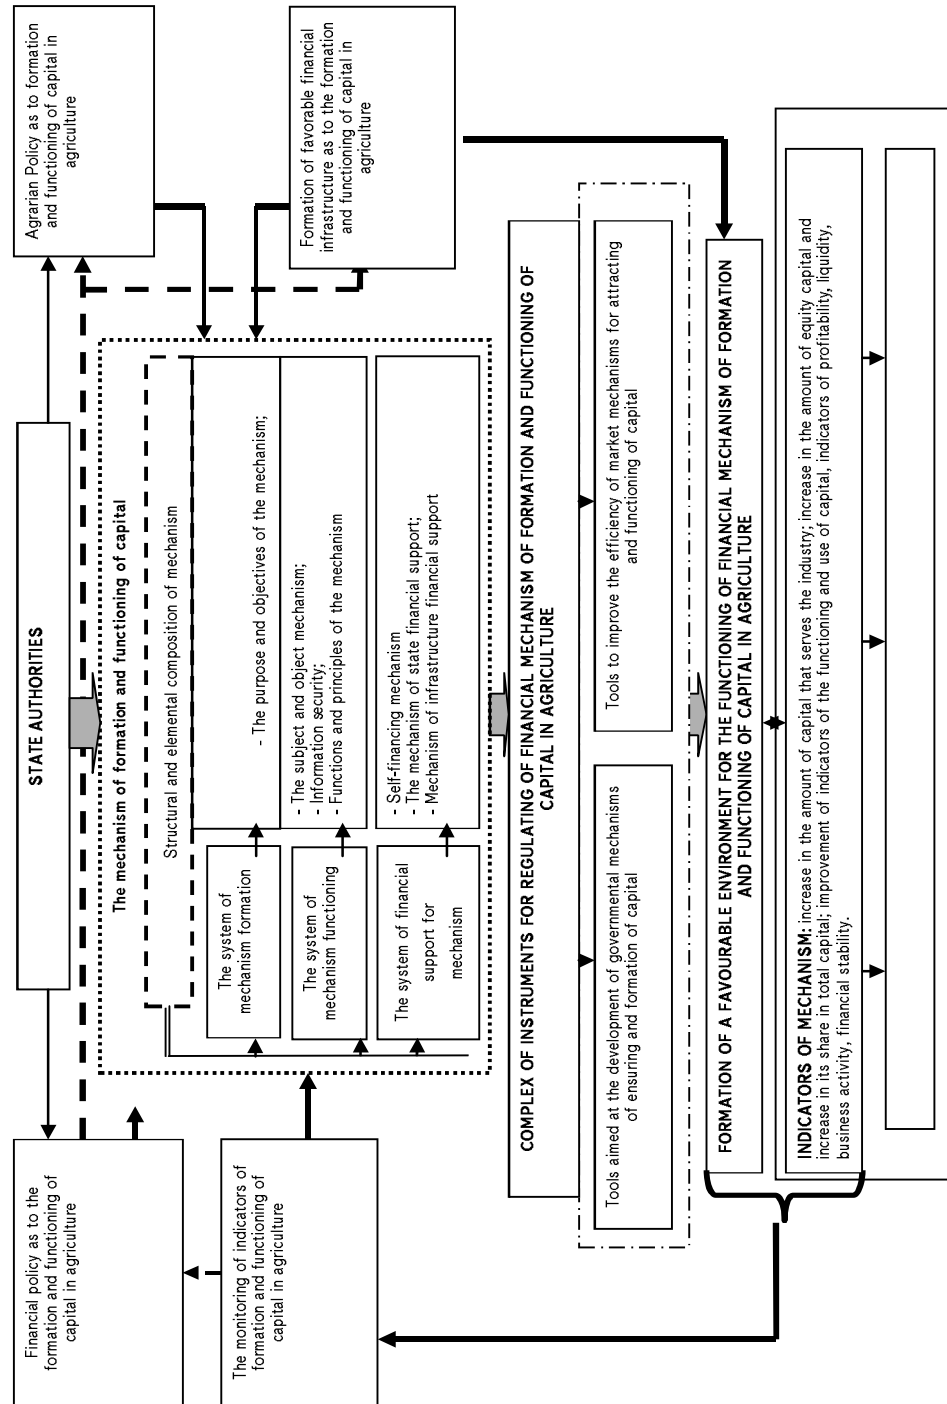 STATE AUTHORITIES
Financial policy as to the
formation and functioning of
capital in agriculture
Agrarian Policy as to formation
and functioning of capital in
agriculture
The monitoring of indicators of
formation and functioning of
capital in agriculture
Formation of favorable financial
infrastructure as to the formation
and functioning of capital in
agriculture
The mechanism of formation and functioning of capital
Structural and elemental composition of mechanism
The system of
mechanism formation
- The purpose and objectives of the mechanism;
The system of
mechanism functioning
- The subject and object mechanism;
- Information security;
- Functions and principles of the mechanism
The system of financial
support for
mechanism
- Self-financing mechanism
- The mechanism of state financial support;
- Mechanism of infrastructure financial support
COMPLEX OF INSTRUMENTS FOR REGULATING OF FINANCIAL MECHANISM OF FORMATION AND FUNCTIONING OF
CAPITAL IN AGRICULTURE
Tools aimed at the development of governmental mechanisms
of ensuring and formation of capital
Tools to improve the efficiency of market mechanisms for attracting
and functioning of capital
FORMATION OF A FAVOURABLE ENVIRONMENT FOR THE FUNCTIONING OF FINANCIAL MECHANISM OF FORMATION
AND FUNCTIONING OF CAPITAL IN AGRICULTURE
INDICATORS OF MECHANISM: increase in the amount of capital that serves the industry; increase in the amount of equity capital and
increase in its share in total capital; improvement of indicators of the functioning and use of capital, indicators of profitability, liquidity,
business activity, financial stability.